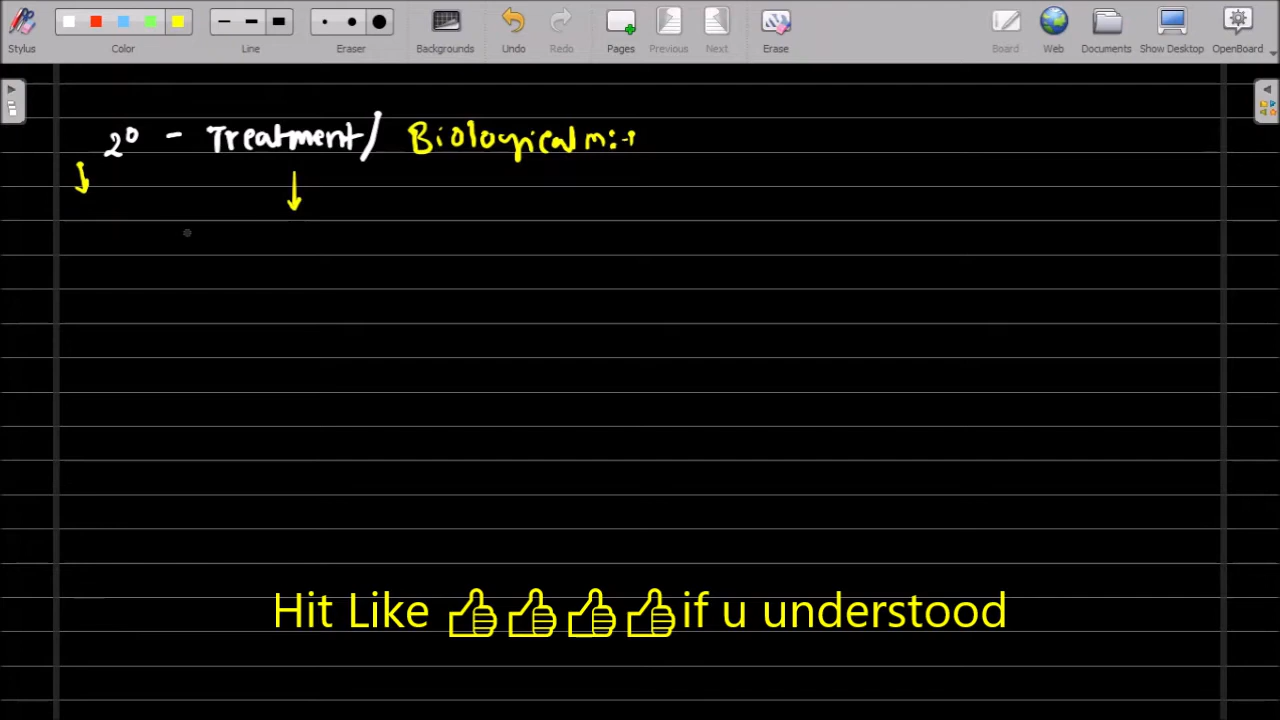 Stylus
Color
Line
Eraser
Backgrounds
Undo
Redo
Pages
Previous
Next
Erase
Board
Web
Documents
Show Desktop
OpenBoard
2° - Treatment/ Biological m:→
Hit Like 👍👍👍👍if u understood